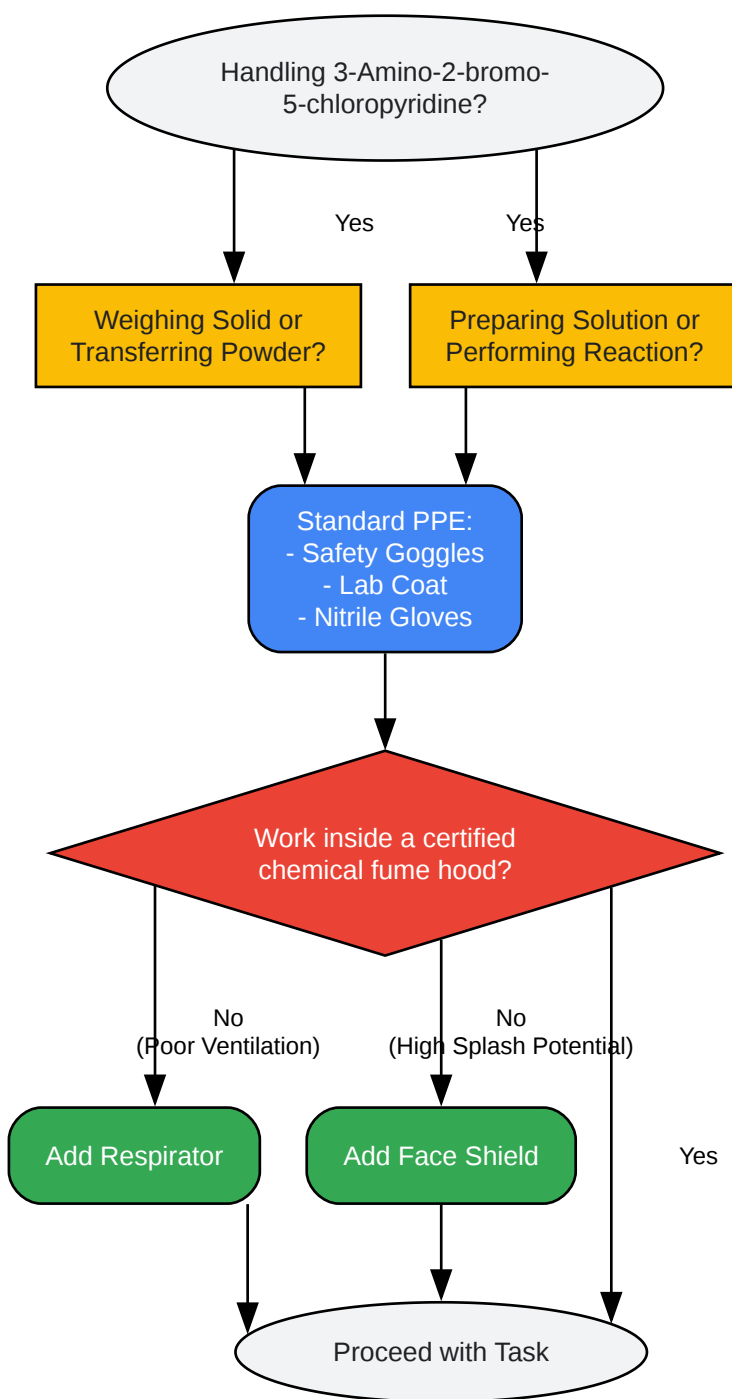 Handling 3-Amino-2-bromo-
5-chloropyridine?
Yes
Yes
Weighing Solid or
Transferring Powder?
Preparing Solution or
Performing Reaction?
Standard PPE:
- Safety Goggles
- Lab Coat
- Nitrile Gloves
Work inside a certified
chemical fume hood?
No
(Poor Ventilation)
No
(High Splash Potential)
Add Respirator
Add Face Shield
Yes
Proceed with Task